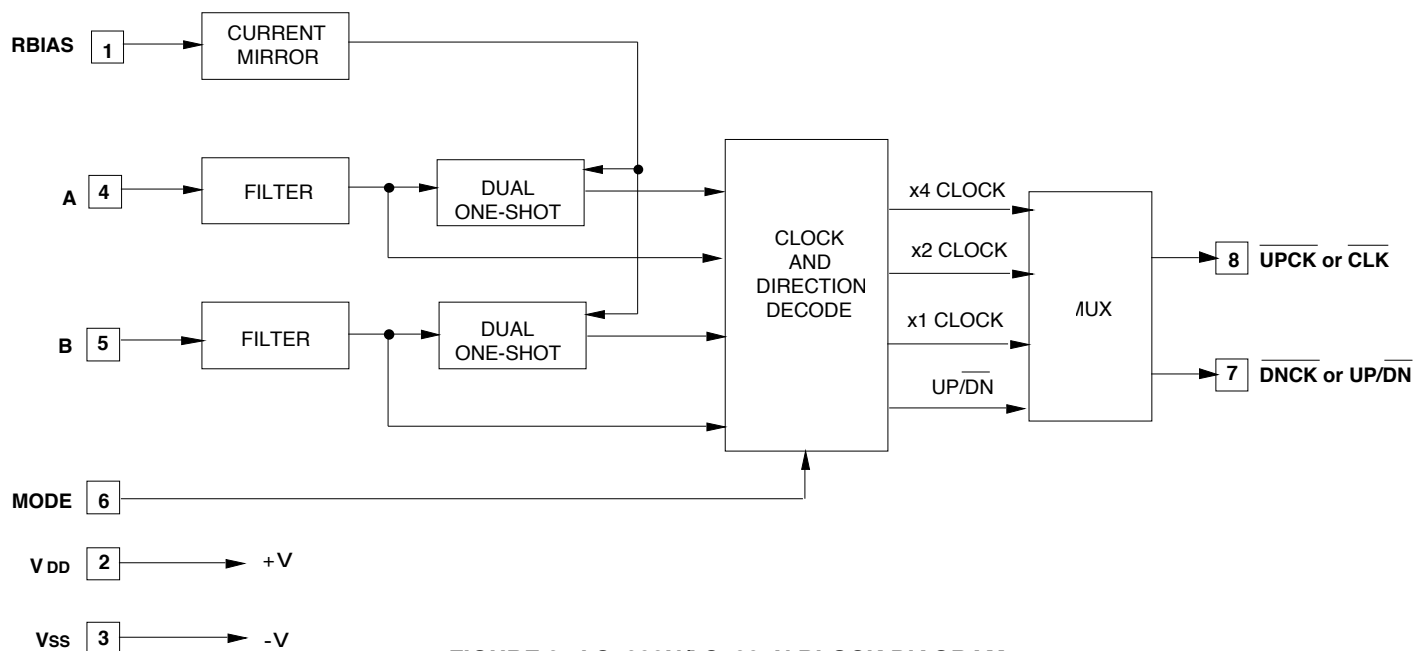 RBIAS 1 CURRENT
MIRROR
A 4 FILTER DUAL
ONE-SHOT
B 5 FILTER DUAL
ONE-SHOT
CLOCK
AND
DIRECTION
DECODE
x4 CLOCK
x2 CLOCK
x1 CLOCK
UP/DN
8 UPCK or CLK
7 DNCK or UP/DN
MODE 6
VDD 2 +V
Vss 3 -V